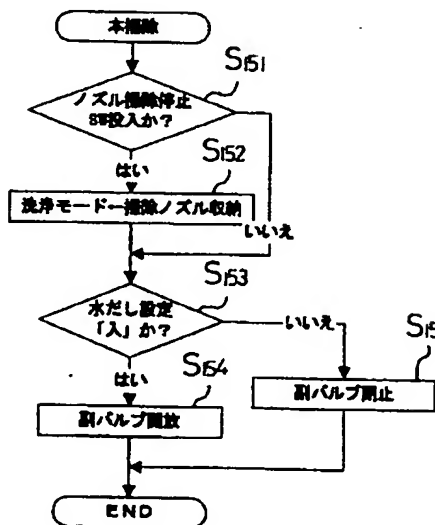 本掃除
S151
ノズル掃除停止
SW投入か?
はい
S152
洗浄モード←掃除ノズル収納
いいえ
S153
水だし設定
「入」か?
いいえ
はい
S154
副バルブ開放
S15
副バルブ閉止
END